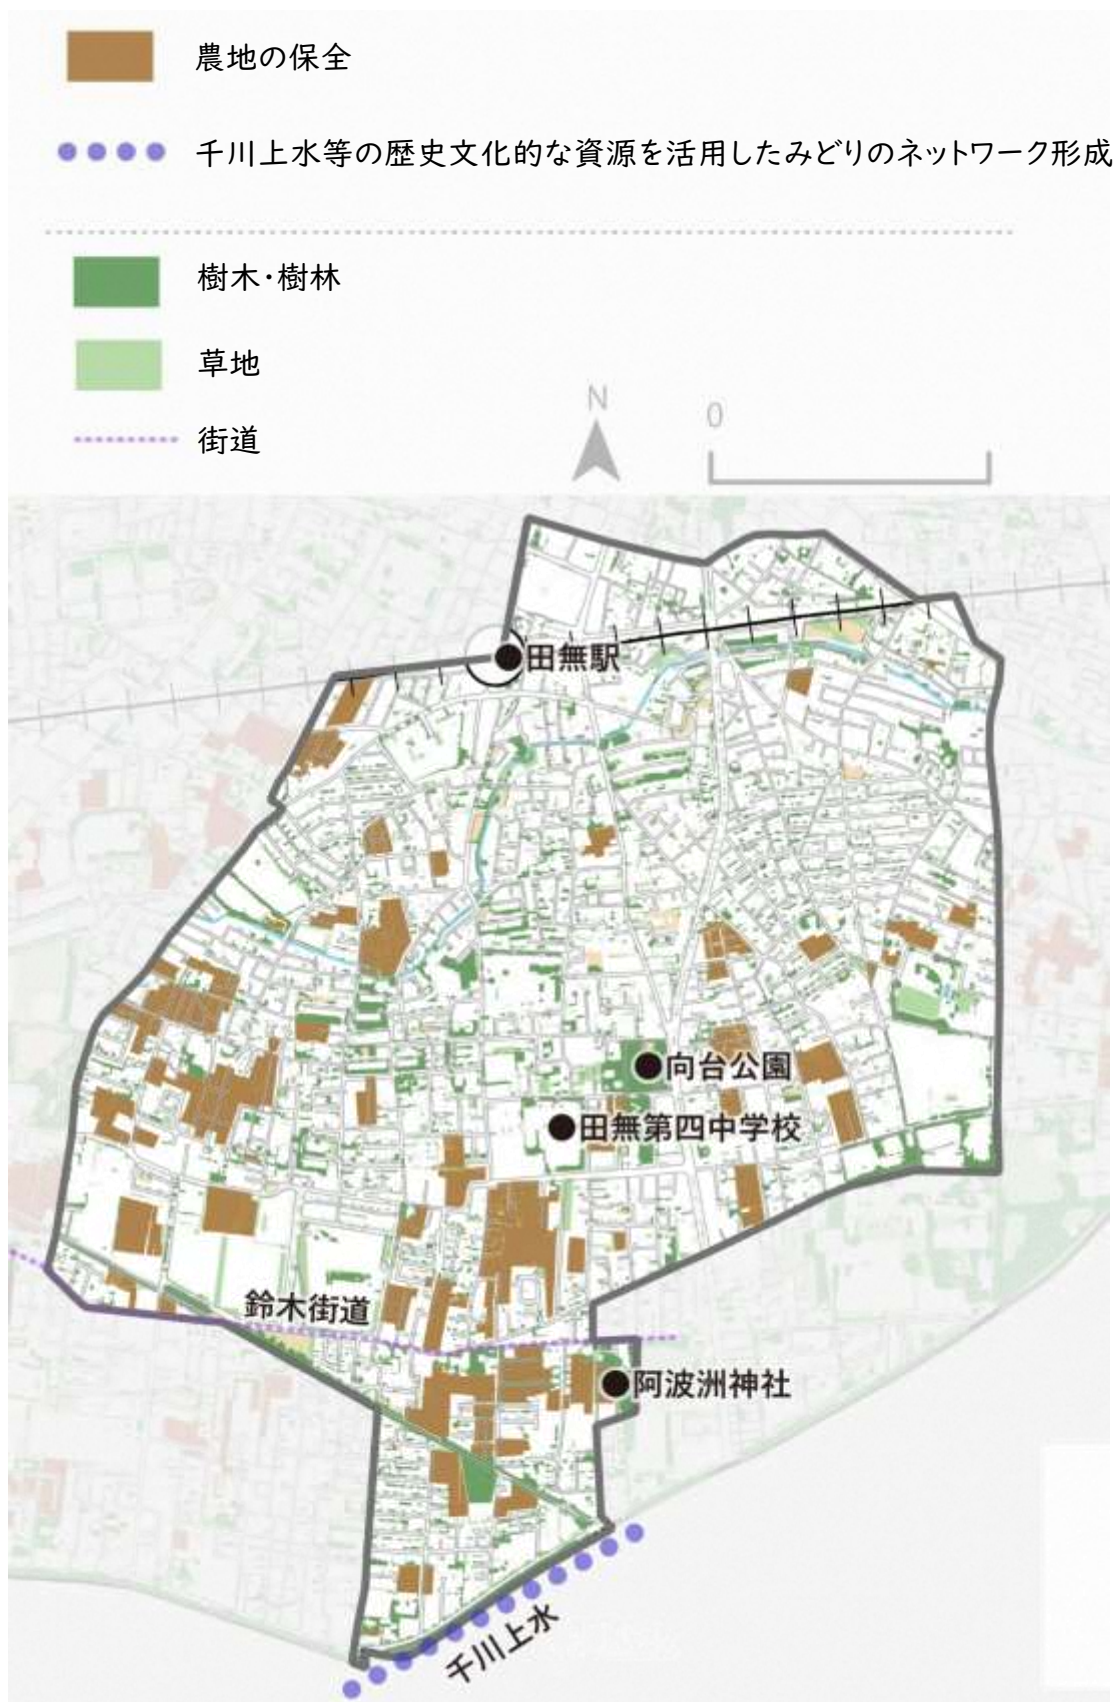 農地の保全
千川上水等の歴史文化的な資源を活用したみどりのネットワーク形成
樹木・樹林
草地
街道
N
0
田無駅
向台公園
田無第四中学校
鈴木街道
阿波洲神社
千川上水